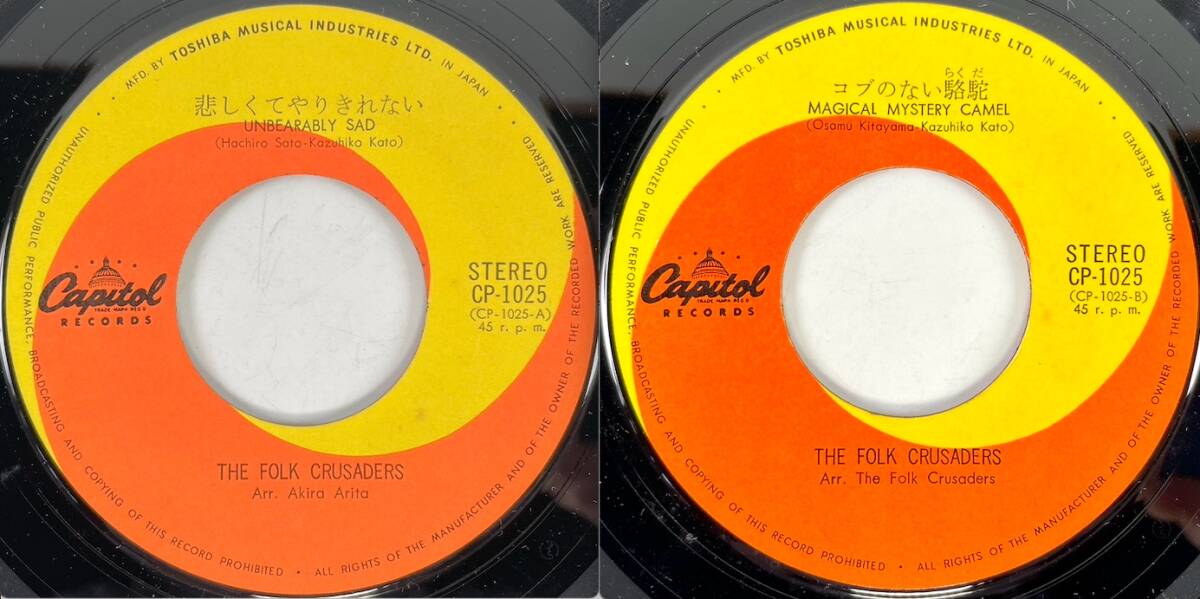 MFD. BY TOSHIBA MUSICAL INDUSTRIES LTD. IN JAPAN
悲しくてやりきれない
UNBEARABLY SAD
(Hachiro Sato-Kazuhiko Kato)
Capitol
TRADE MARK REG'D
RECORDS
STEREO
CP-1025
(CP-1025-A)
45 r. p. m.
THE FOLK CRUSADERS
Arr. Akira Arita
UNAUTHORIZED PUBLIC PERFORMANCE, BROADCASTING AND COPYING OF THIS RECORD PROHIBITED • ALL RIGHTS OF THE MANUFACTURER AND OF THE OWNER OF THE RECORDED WORK ARE RESERVED
MFD. BY TOSHIBA MUSICAL INDUSTRIES LTD. IN JAPAN
らくだ
コブのない駱駝
MAGICAL MYSTERY CAMEL
(Osamu Kitayama-Kazuhiko Kato)
Capitol
TRADE MARK REG'D
RECORDS
STEREO
CP-1025
(CP-1025-B)
45 r. p. m.
THE FOLK CRUSADERS
Arr. The Folk Crusaders
UNAUTHORIZED PUBLIC PERFORMANCE, BROADCASTING AND COPYING OF THIS RECORD PROHIBITED • ALL RIGHTS OF THE MANUFACTURER AND OF THE OWNER OF THE RECORDED WORK ARE RESERVED